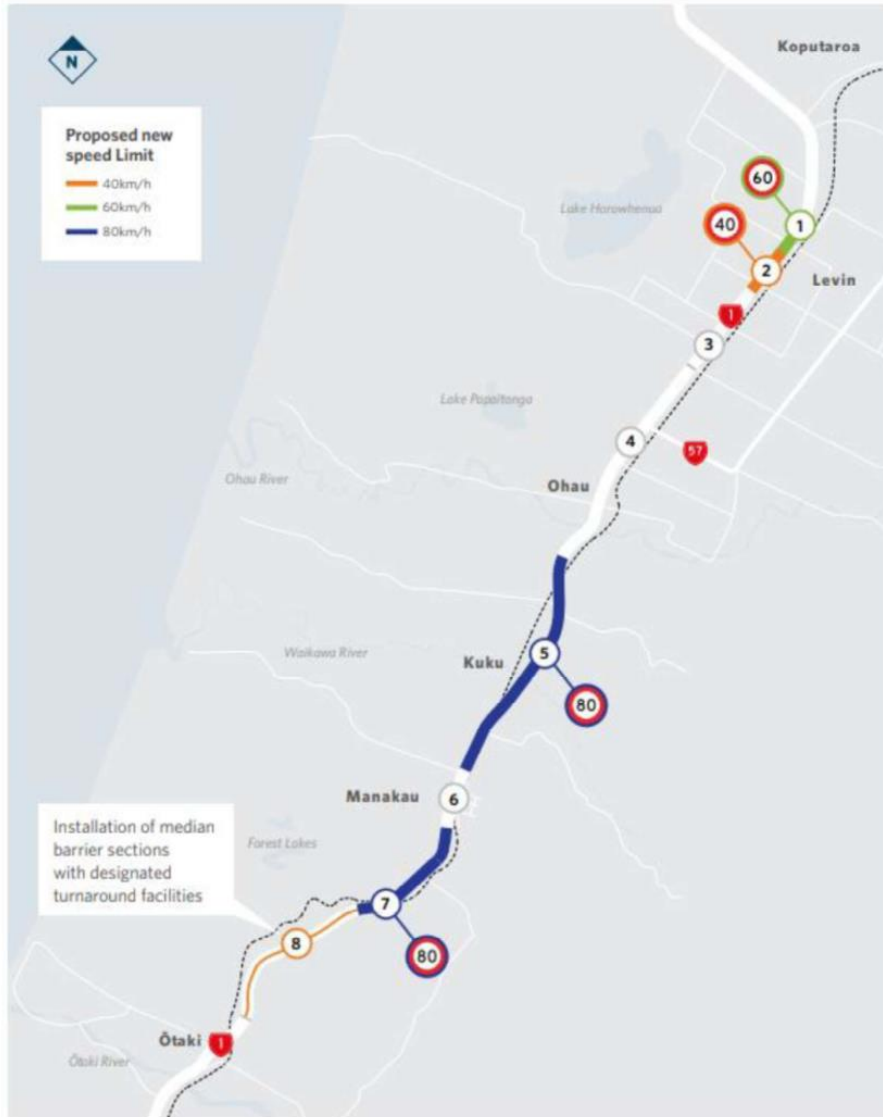 N
Koputaroa
Proposed new
speed Limit
40km/h
60km/h
80km/h
60
Lake Horowhenua
40
1
2
Levin
1
3
Lake Papaitonga
4
57
Ohau River
Ohau
Waikawa River
Kuku
5
80
Manakau
6
Installation of median
barrier sections
with designated
turnaround facilities
Forest Lakes
7
8
80
Ōtaki
1
Ōtaki River